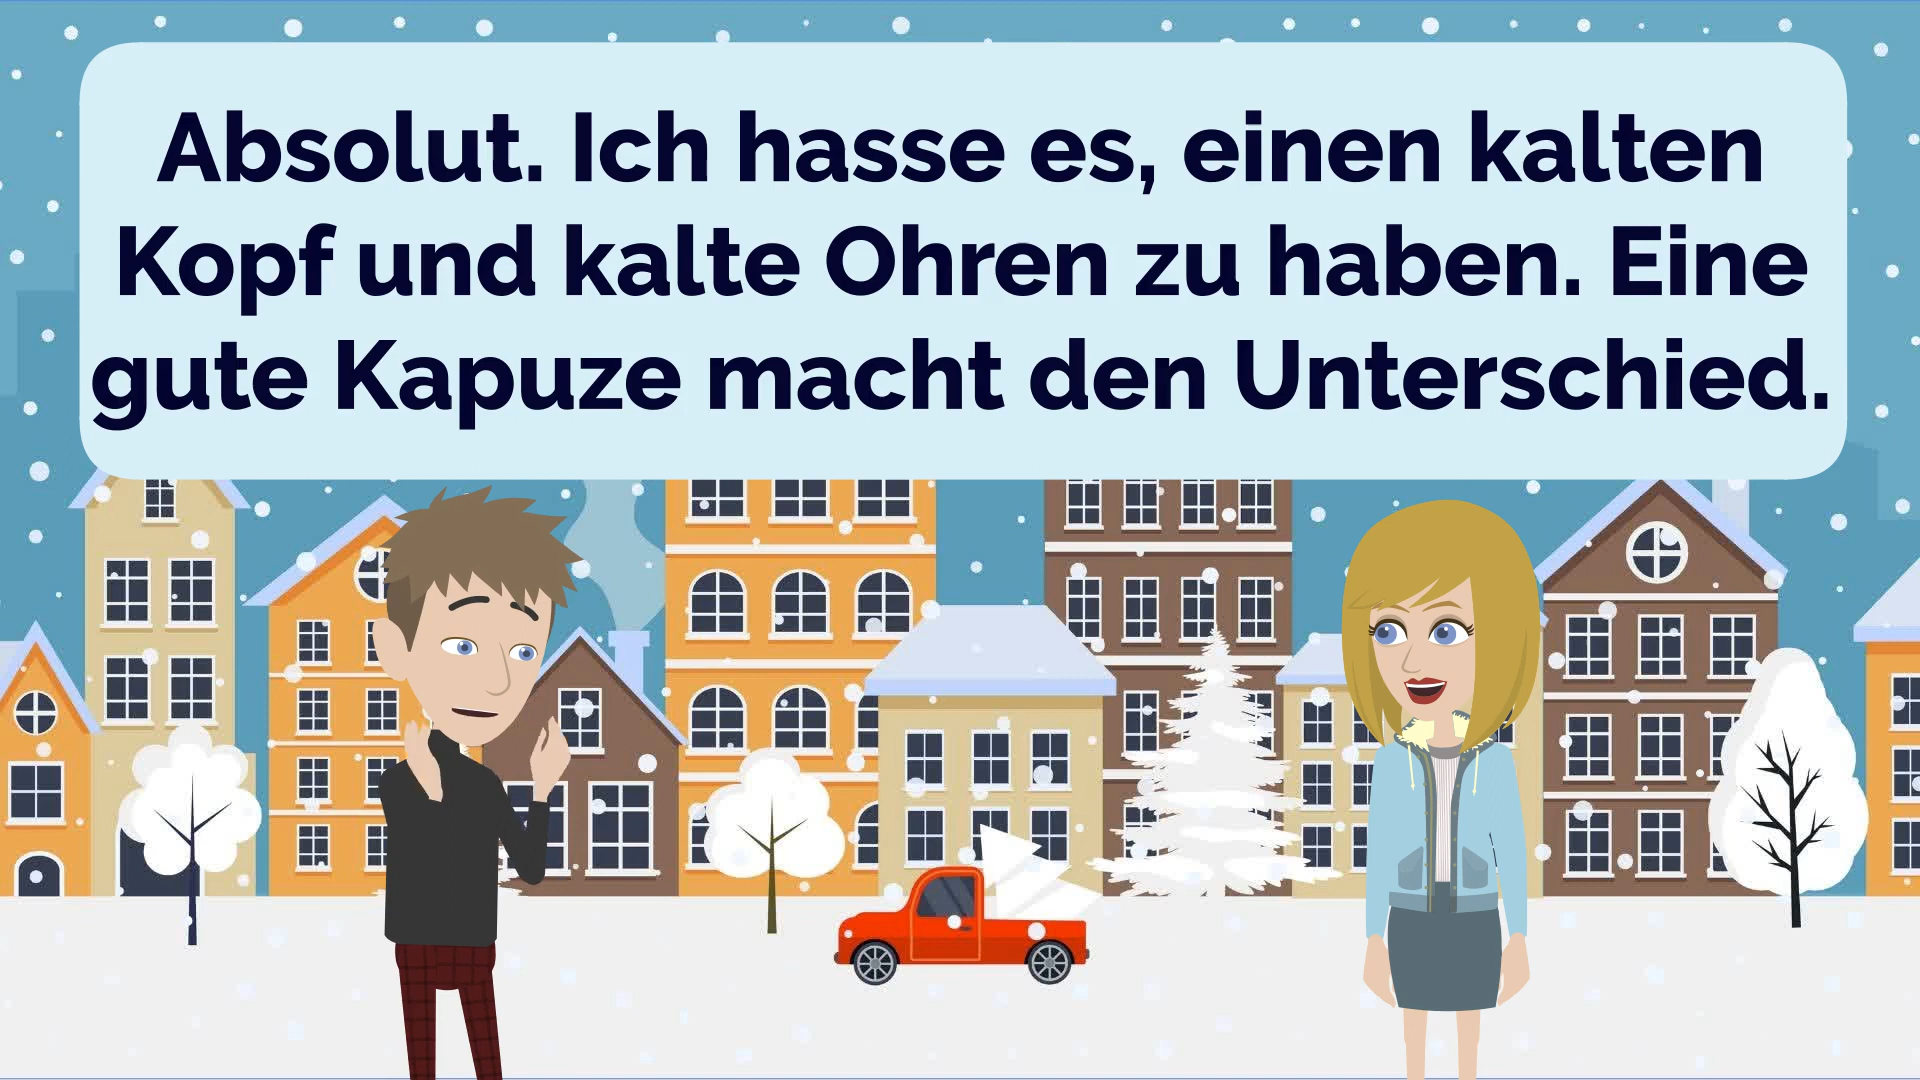 Absolut. Ich hasse es, einen kalten
Kopf und kalte Ohren zu haben. Eine
gute Kapuze macht den Unterschied.